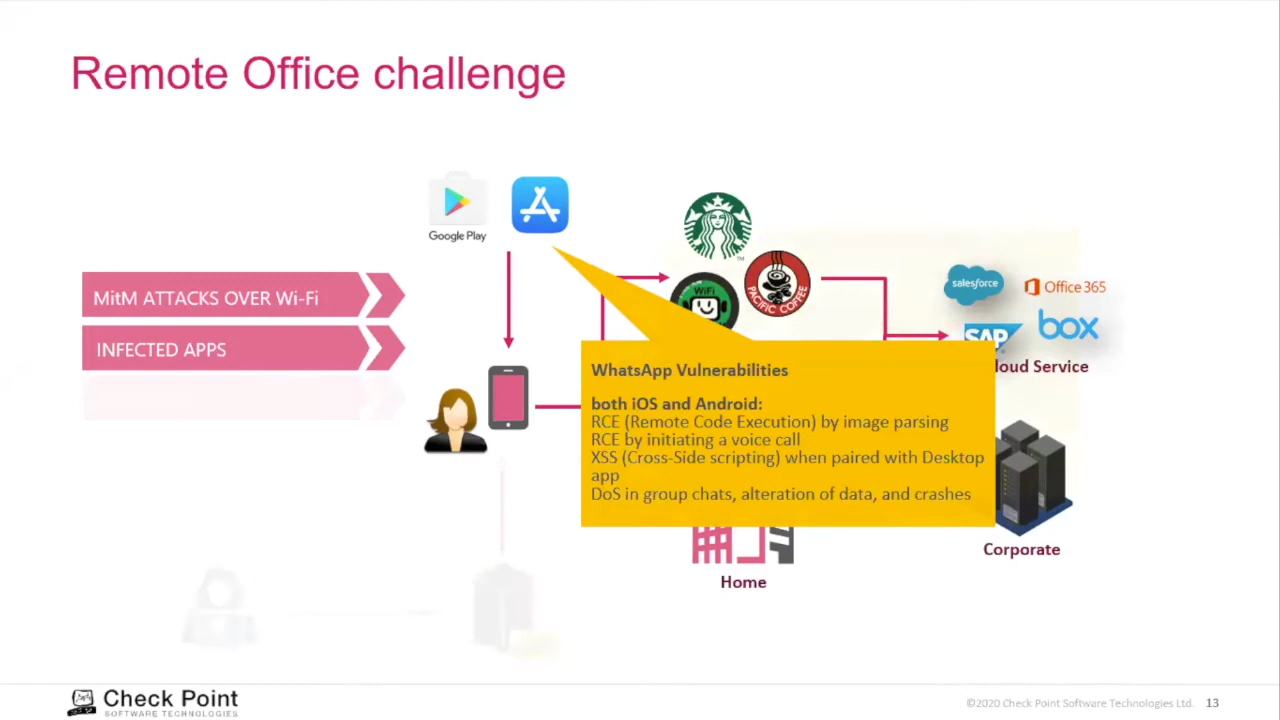 Remote Office challenge
Google Play
MitM ATTACKS OVER Wi-Fi
INFECTED APPS
WiFi
PACIFIC COFFEE
salesforce
Office 365
SAP
box
loud Service
WhatsApp Vulnerabilities
both iOS and Android:
RCE (Remote Code Execution) by image parsing
RCE by initiating a voice call
XSS (Cross-Side scripting) when paired with Desktop
app
DoS in group chats, alteration of data, and crashes
Corporate
Home
Check Point
SOFTWARE TECHNOLOGIES
©2020 Check Point Software Technologies Ltd. 13